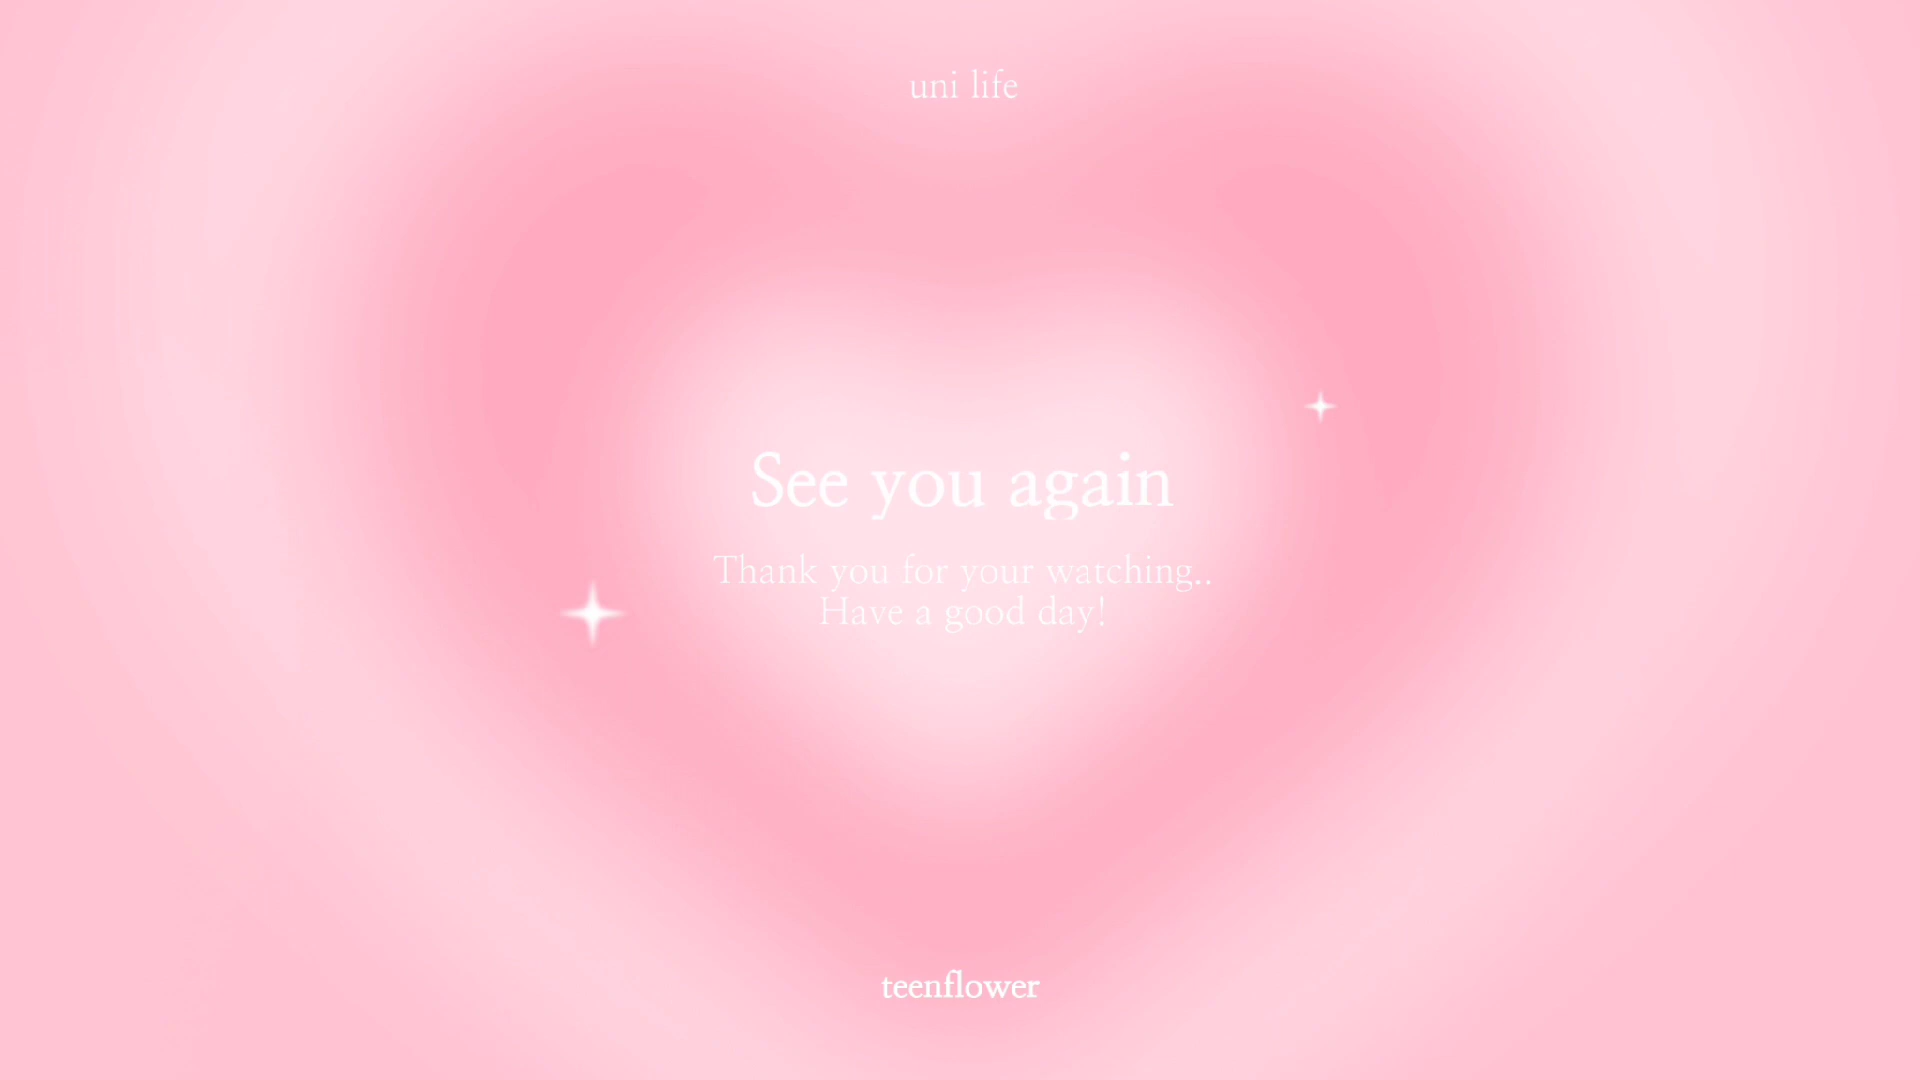 uni life
See you again
Thank you for your watching..
Have a good day!
teenflower